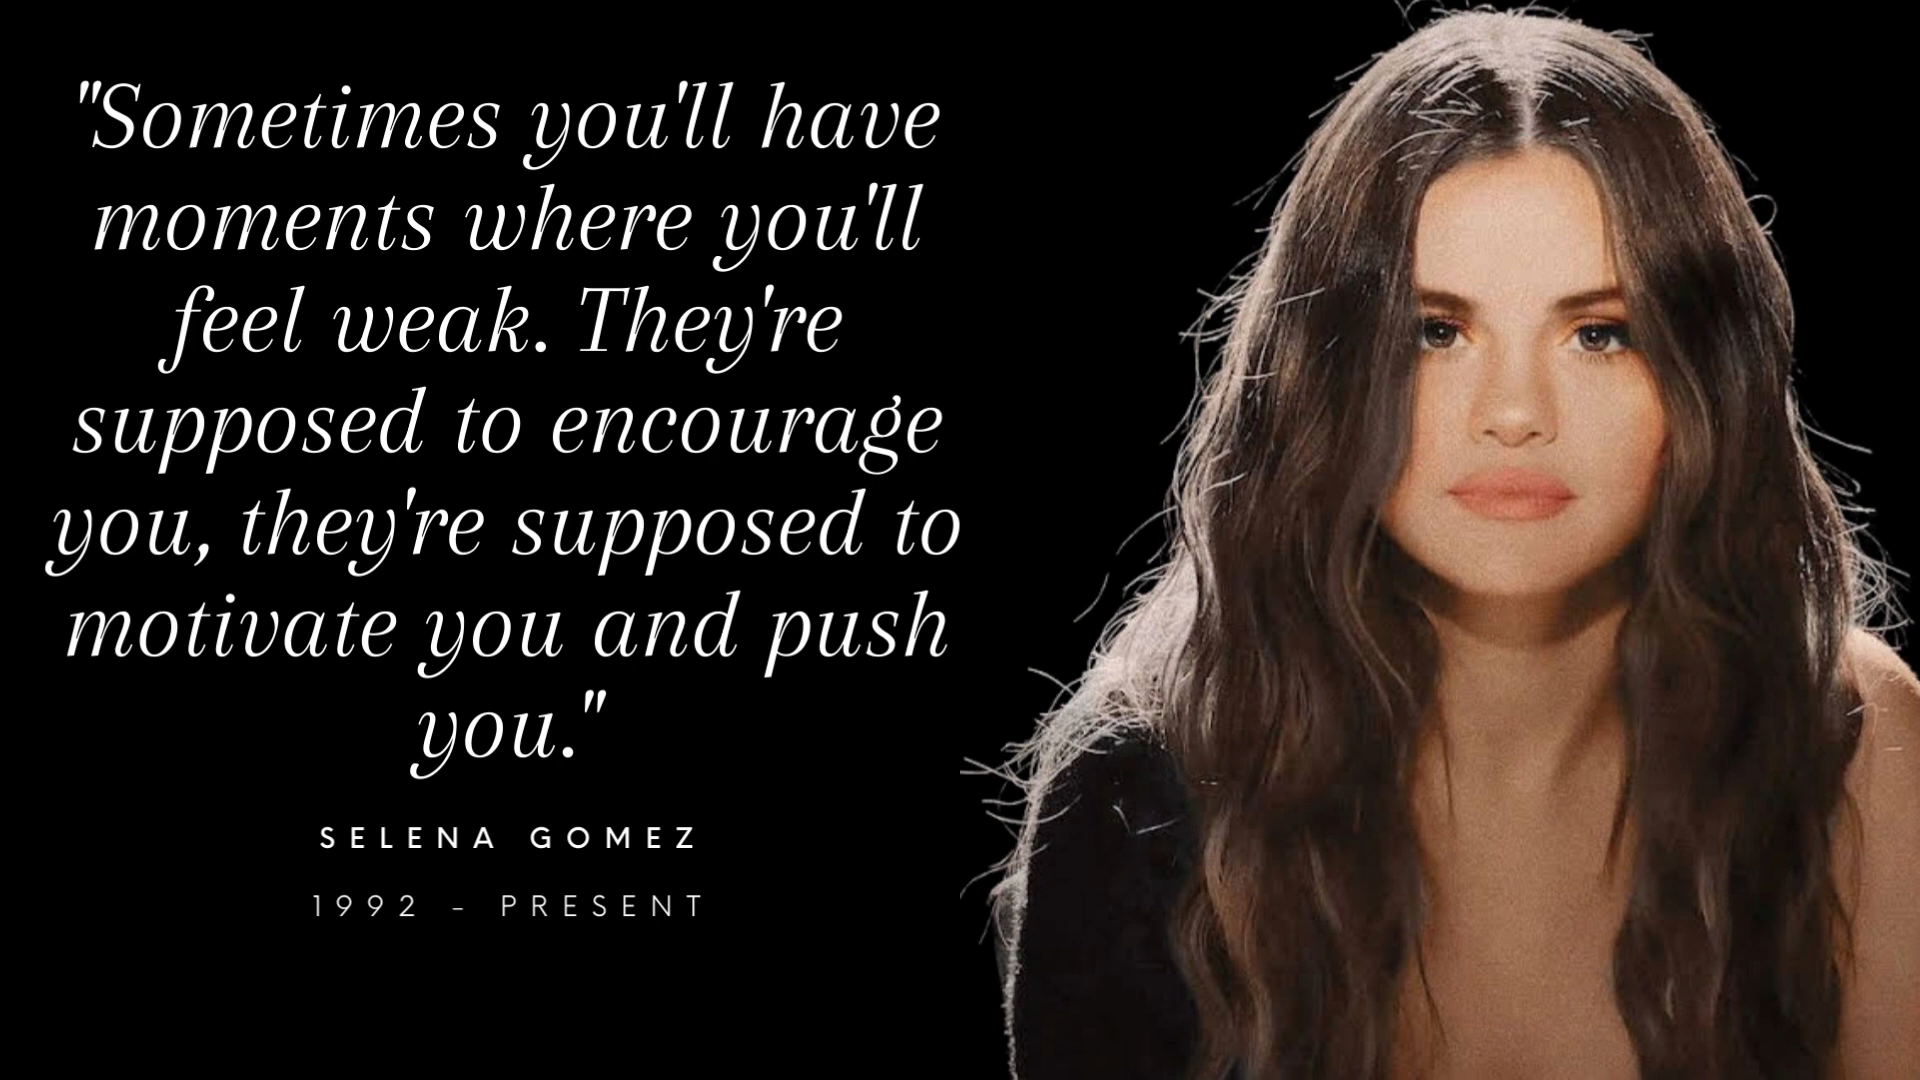 "Sometimes you'll have
moments where you'll
feel weak. They're
supposed to encourage
you, they're supposed to
motivate you and push
you."
SELENA GOMEZ
1992 - PRESENT